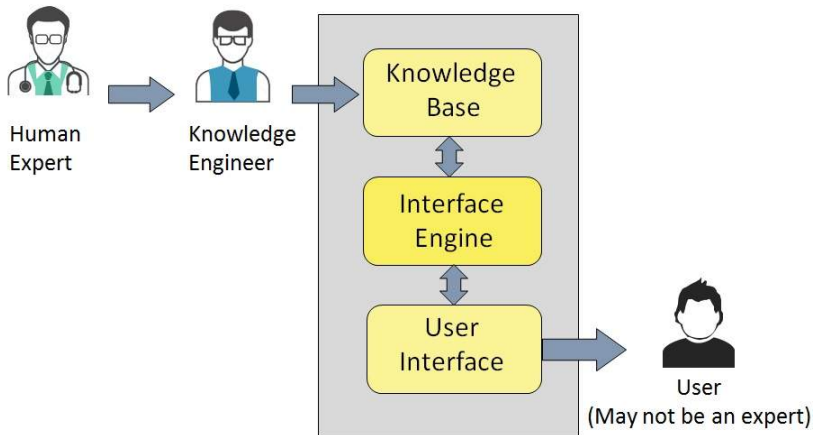 Human
Expert
Knowledge
Engineer
Knowledge
Base
Interface
Engine
User
Interface
User
(May not be an expert)